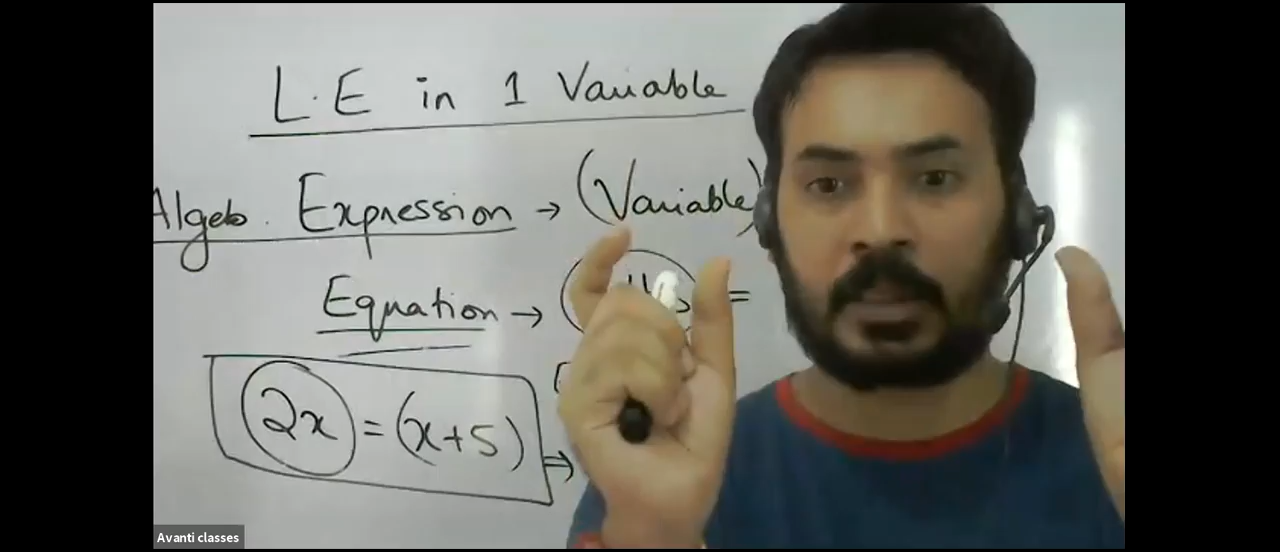 L.E in 1 Variable
Algeb. Expression → (Variable)
Equation → =
2x = (x+5) ⇒
Avanti classes